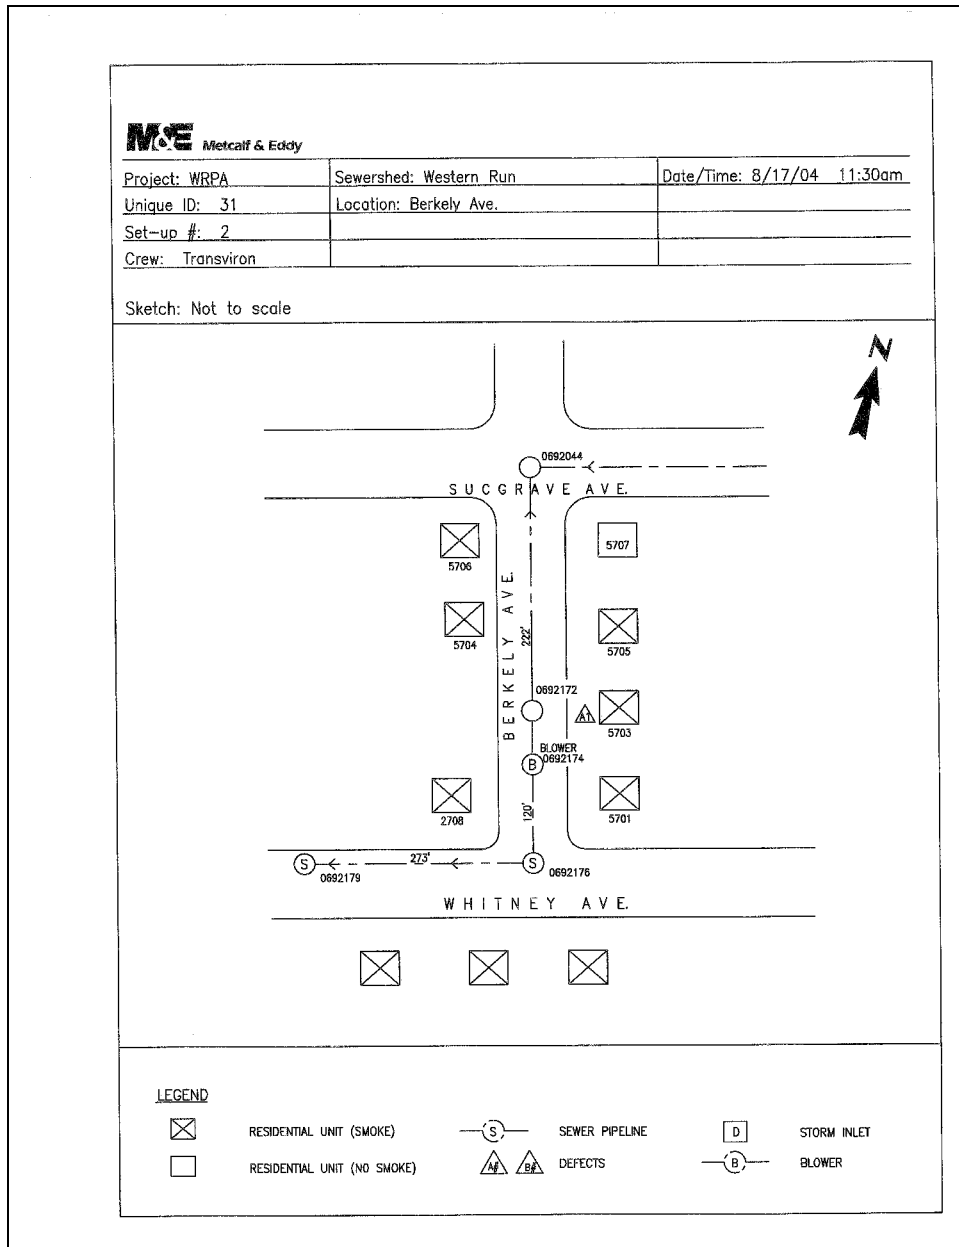 M&E Metcalf & Eddy
Project: WRPA
Sewershed: Western Run
Date/Time: 8/17/04 11:30am
Unique ID: 31
Location: Berkely Ave.
Set-up #: 2
Crew: Transviron
Sketch: Not to scale
N
0692044
SUCGRAVE AVE.
5706
5707
5704
5705
BERKELY AVE.
222'
0692172
A1
5703
BLOWER
0692174
B
2708
120'
5701
S
273'
S
0692179
0692176
WHITNEY AVE.
LEGEND
RESIDENTIAL UNIT (SMOKE)
S
SEWER PIPELINE
D
STORM INLET
RESIDENTIAL UNIT (NO SMOKE)
A# B#
DEFECTS
B
BLOWER